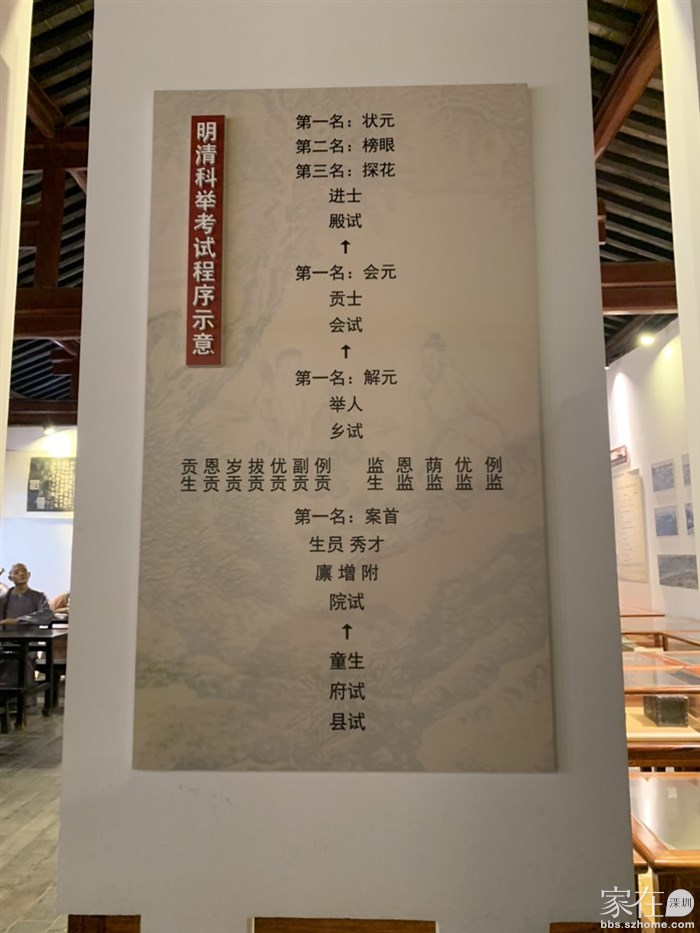 明清科举考试程序示意
第一名：状元
第二名：榜眼
第三名：探花
进士
殿试
↑
第一名：会元
贡士
会试
↑
第一名：解元
举人
乡试
贡生 恩贡 岁贡 拔贡 优贡 副贡 例贡 监生 恩监 荫监 优监 例监
第一名：案首
生员 秀才
廪 增 附
院试
↑
童生
府试
县试
家在深圳
bbs.szhome.com